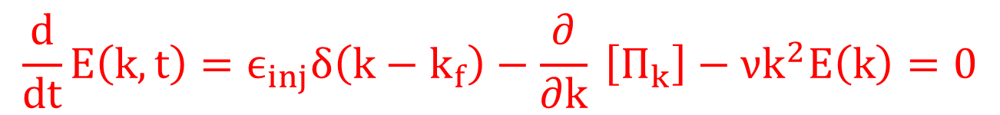 d/dt E(k, t) = ϵ_inj δ(k − k_f) − ∂/∂k [Π_k] − νk²E(k) = 0